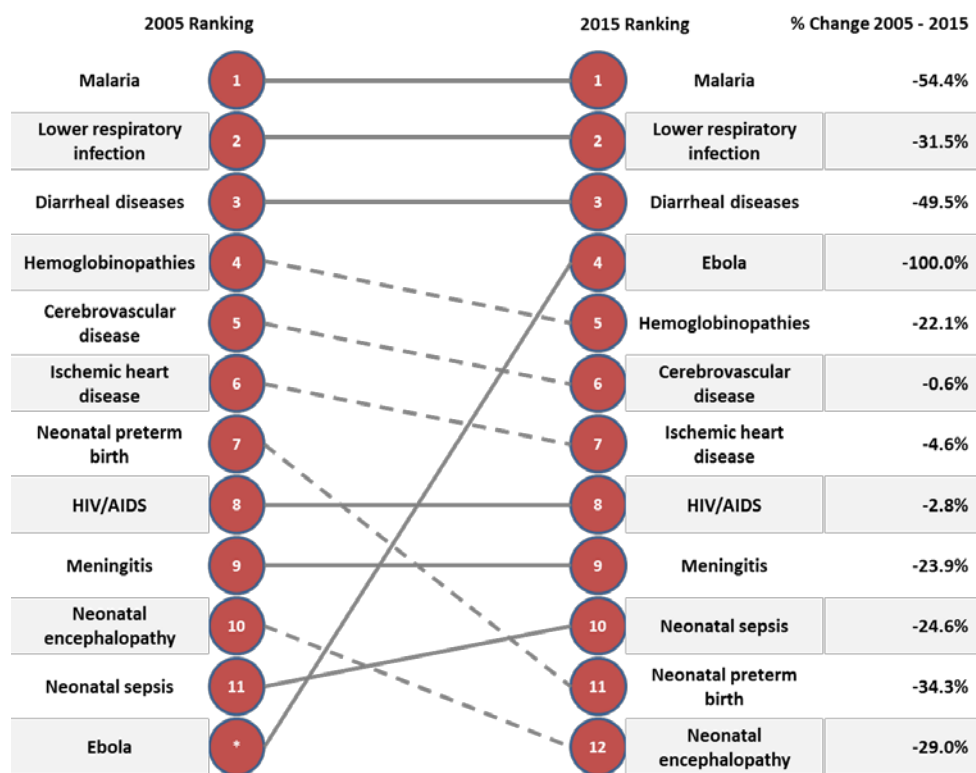 2005 Ranking 2015 Ranking % Change 2005 - 2015
Malaria 1 1 Malaria -54.4%
Lower respiratory
infection 2 2 Lower respiratory
infection -31.5%
Diarrheal diseases 3 3 Diarrheal diseases -49.5%
Hemoglobinopathies 4 4 Ebola -100.0%
Cerebrovascular
disease 5 5 Hemoglobinopathies -22.1%
Ischemic heart
disease 6 6 Cerebrovascular
disease -0.6%
Neonatal preterm
birth 7 7 Ischemic heart
disease -4.6%
HIV/AIDS 8 8 HIV/AIDS -2.8%
Meningitis 9 9 Meningitis -23.9%
Neonatal
encephalopathy 10 10 Neonatal sepsis -24.6%
Neonatal sepsis 11 11 Neonatal preterm
birth -34.3%
Ebola * 12 Neonatal
encephalopathy -29.0%